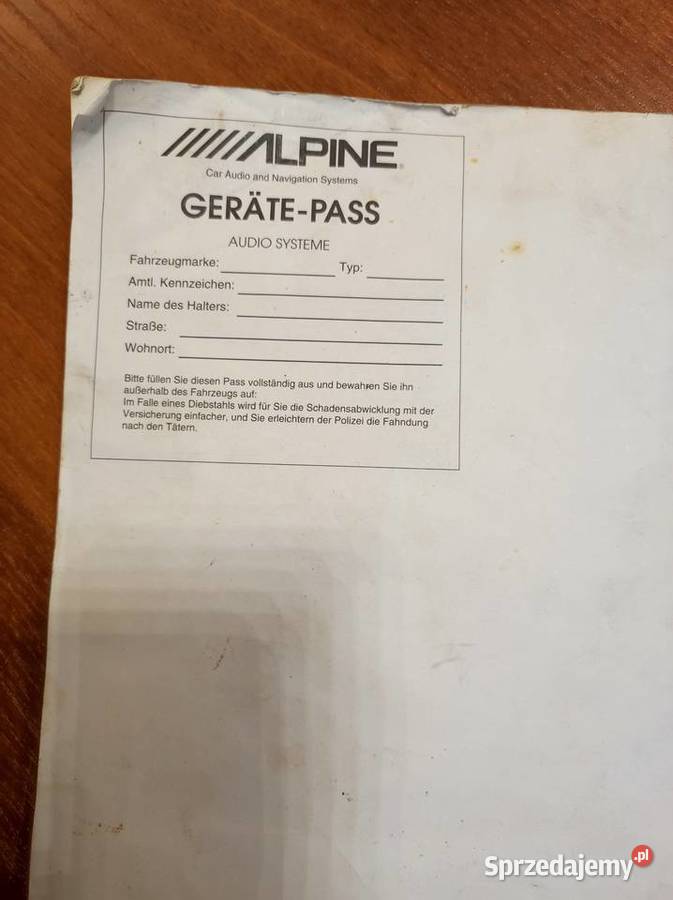 ALPINE
Car Audio and Navigation Systems
GERÄTE-PASS
AUDIO SYSTEME
Fahrzeugmarke: Typ:
Amtl. Kennzeichen:
Name des Halters:
Straße:
Wohnort:
Bitte füllen Sie diesen Pass vollständig aus und bewahren Sie ihn
außerhalb des Fahrzeugs auf:
Im Falle eines Diebstahls wird für Sie die Schadensabwicklung mit der
Versicherung einfacher, und Sie erleichtern der Polizei die Fahndung
nach den Tätern.
Sprzedajemy.pl